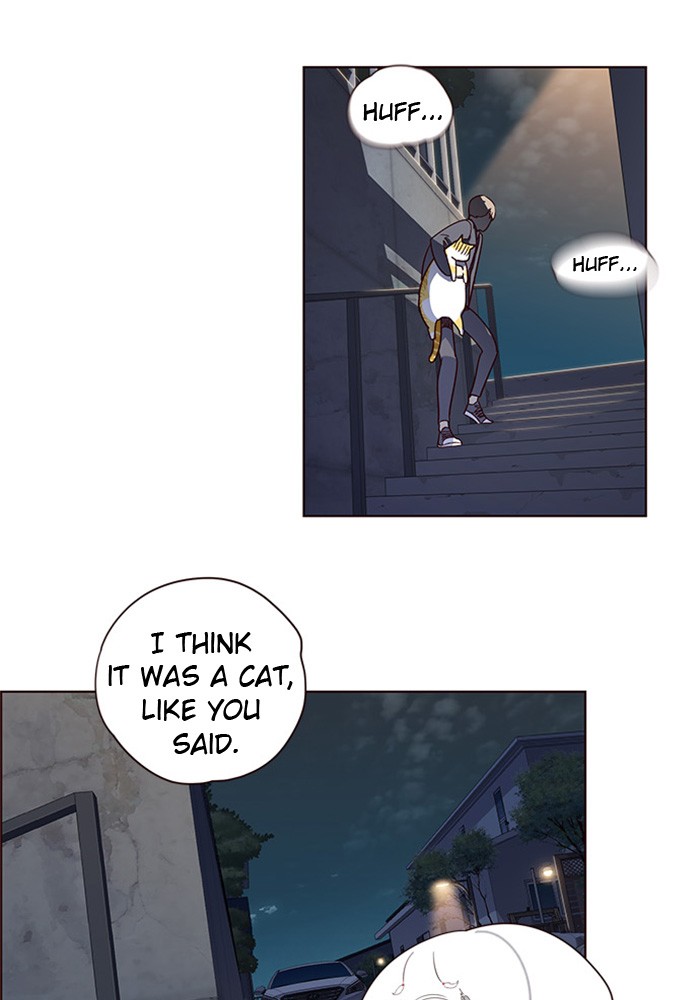 HUFF...
HUFF...
I THINK
IT WAS A CAT,
LIKE YOU
SAID.